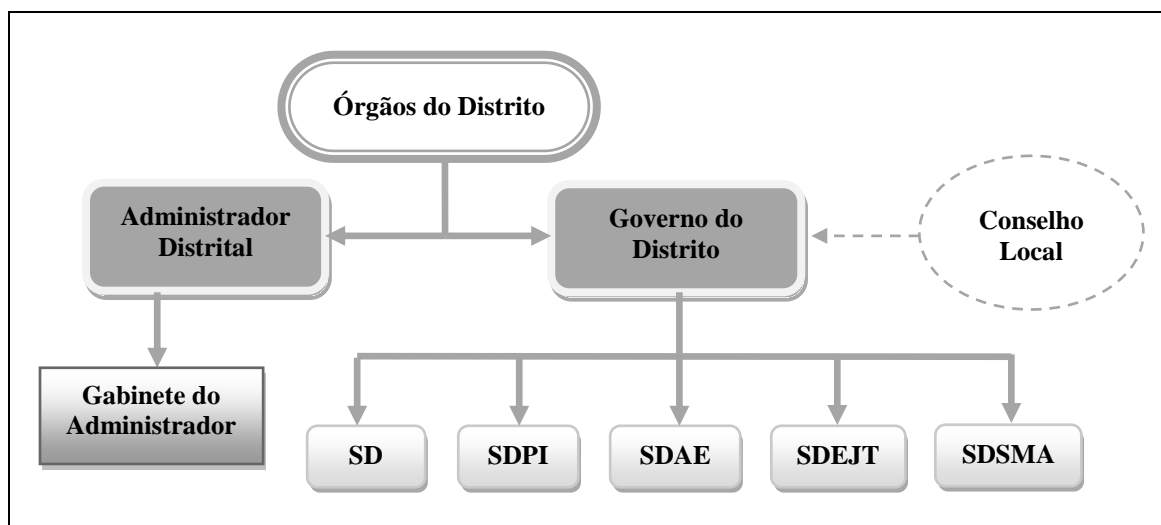 Órgãos do Distrito
Administrador
Distrital
Governo do
Distrito
Conselho
Local
Gabinete do
Administrador
SD
SDPI
SDAE
SDEJT
SDSMA